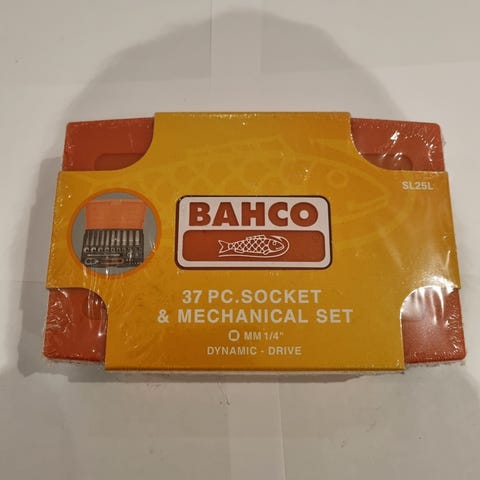 SL25L
BAHCO
37 PC.SOCKET
& MECHANICAL SET
MM 1/4"
DYNAMIC - DRIVE